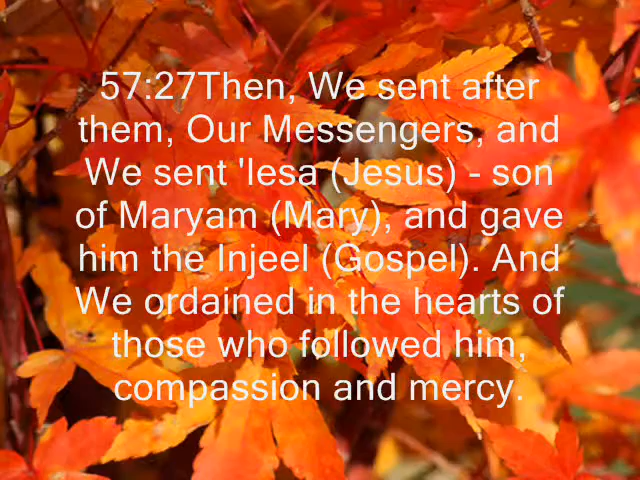 57:27Then, We sent after
them, Our Messengers, and
We sent 'Iesa (Jesus) - son
of Maryam (Mary), and gave
him the Injeel (Gospel). And
We ordained in the hearts of
those who followed him,
compassion and mercy.